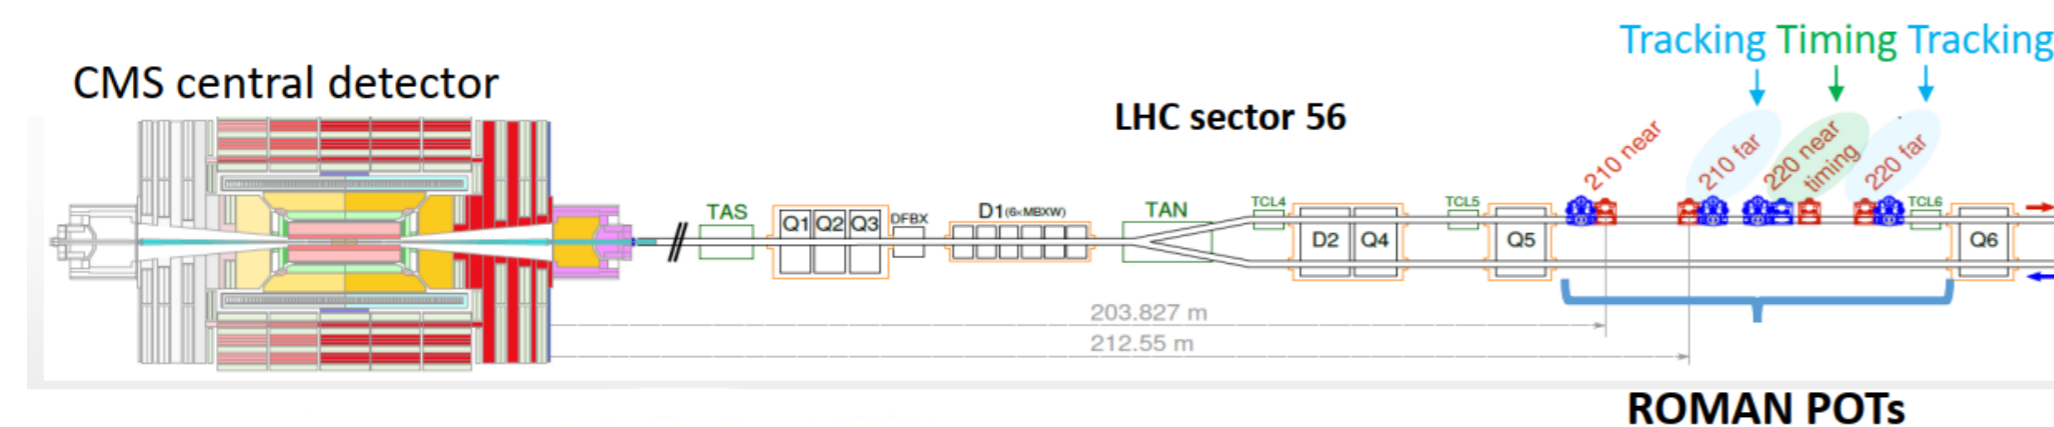 Tracking Timing Tracking
CMS central detector
LHC sector 56
210 near
210 far
220 near
timing
220 far
TAS
Q1 Q2 Q3
DFBX
D1(6xMBXW)
TAN
TCL4
D2 Q4
TCL5
Q5
TCL6
Q6
203.827 m
212.55 m
ROMAN POTs